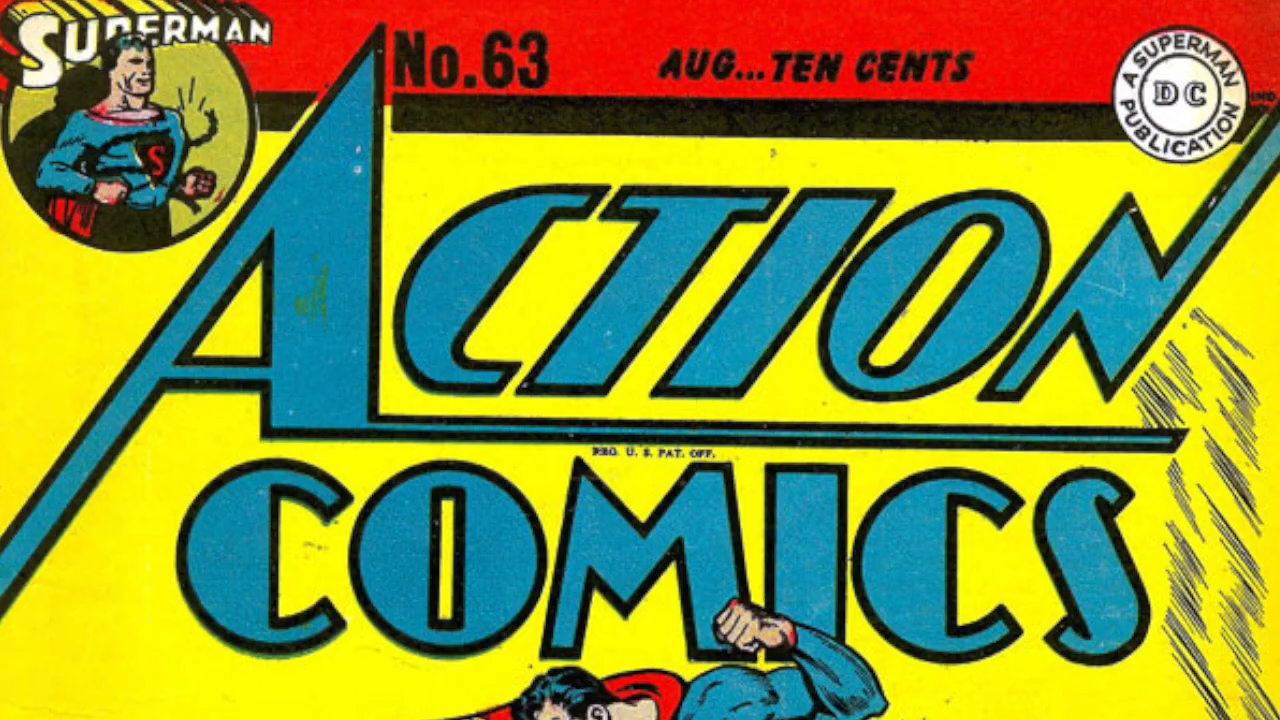 SUPERMAN
No. 63
AUG... TEN CENTS
A SUPERMAN
DC
PUBLICATION
S
ACTION
REG. U. S. PAT. OFF.
COMICS